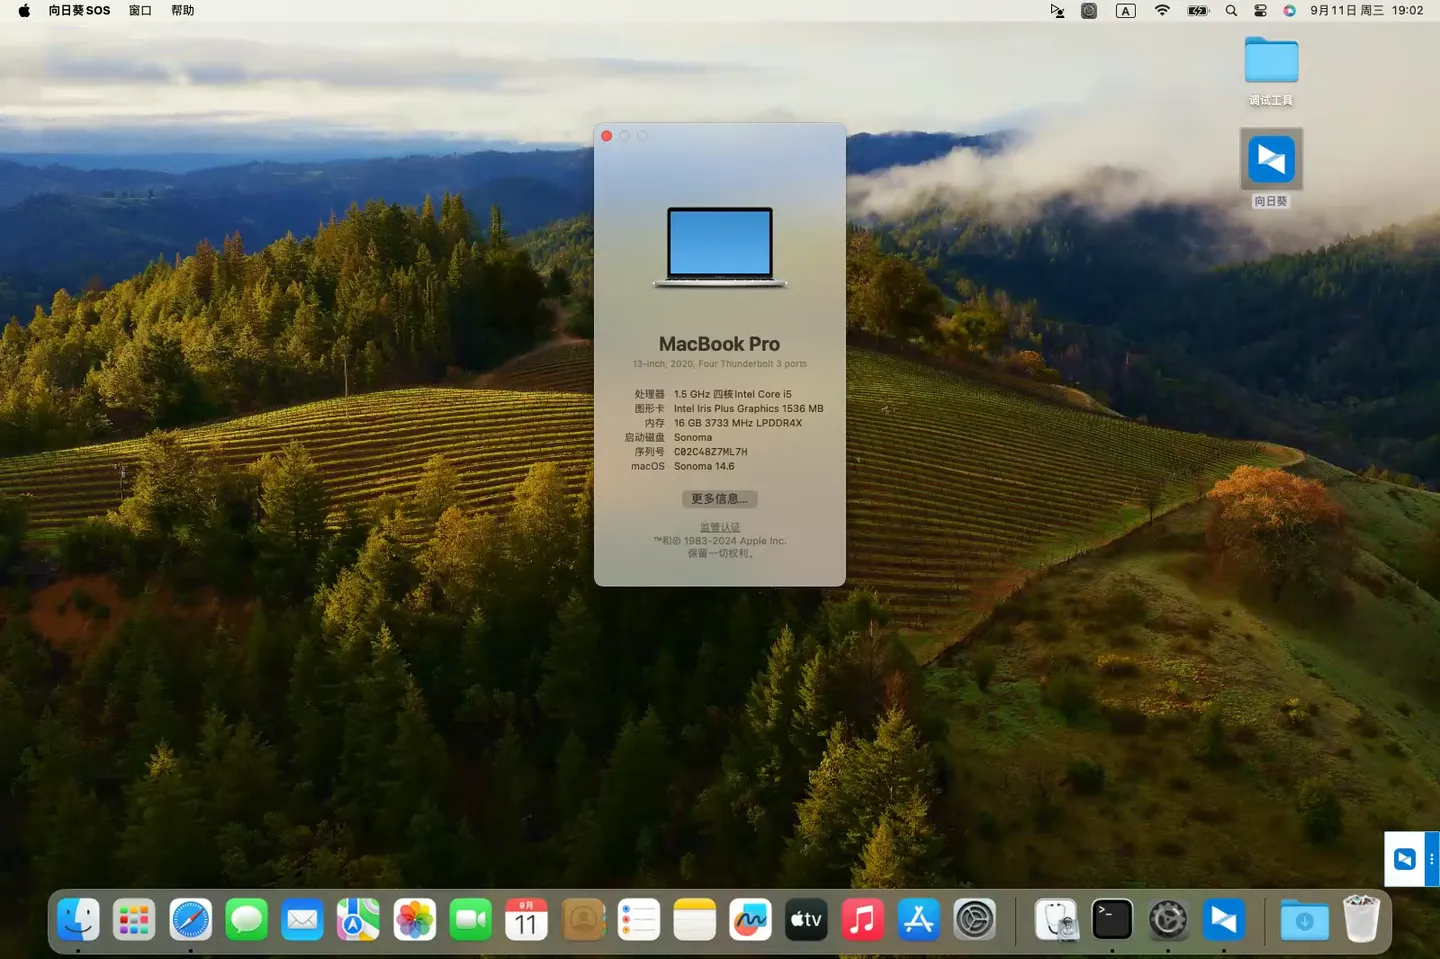 向日葵SOS 窗口 帮助
A
9月11日 周三 19:02
调试工具
向日葵
MacBook Pro
13-inch, 2020, Four Thunderbolt 3 ports
处理器 1.5 GHz 四核Intel Core i5
图形卡 Intel Iris Plus Graphics 1536 MB
内存 16 GB 3733 MHz LPDDR4X
启动磁盘 Sonoma
序列号 C02C48Z7ML7H
macOS Sonoma 14.6
更多信息...
监管认证
™和© 1983-2024 Apple Inc.
保留一切权利。
9月
11
tv
>_